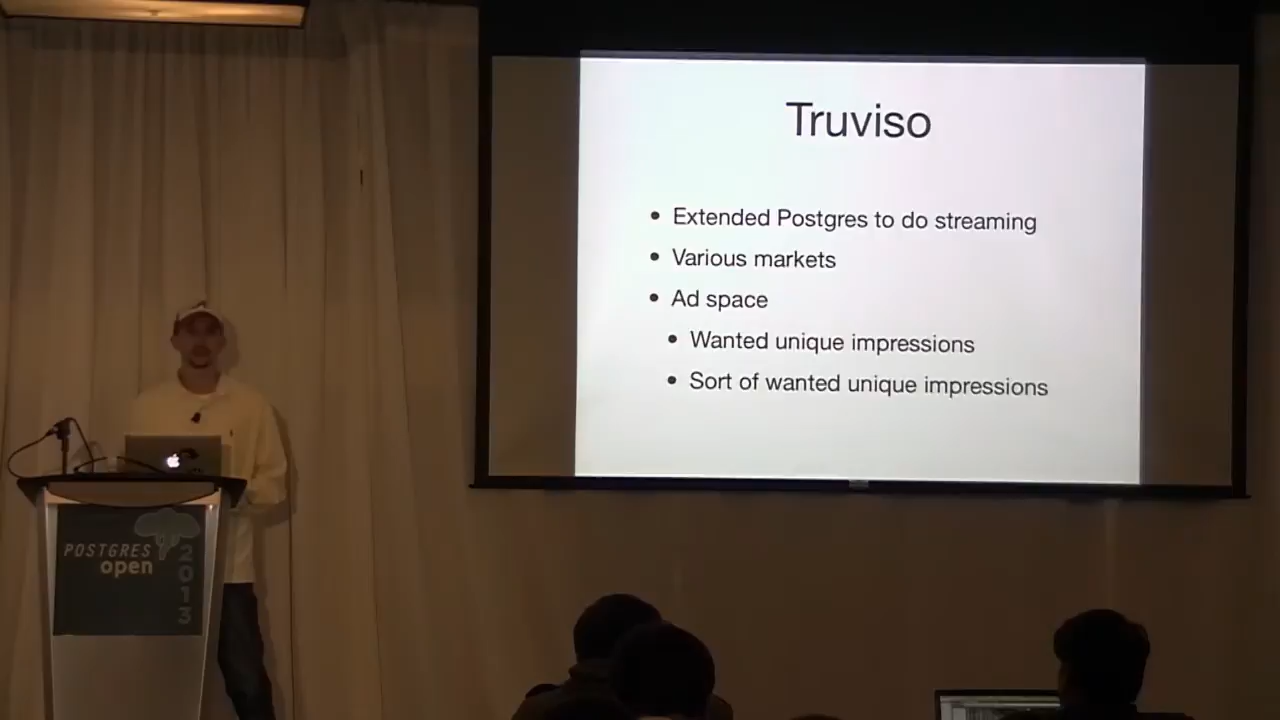 Truviso
• Extended Postgres to do streaming
• Various markets
• Ad space
• Wanted unique impressions
• Sort of wanted unique impressions
POSTGRES
open
2013